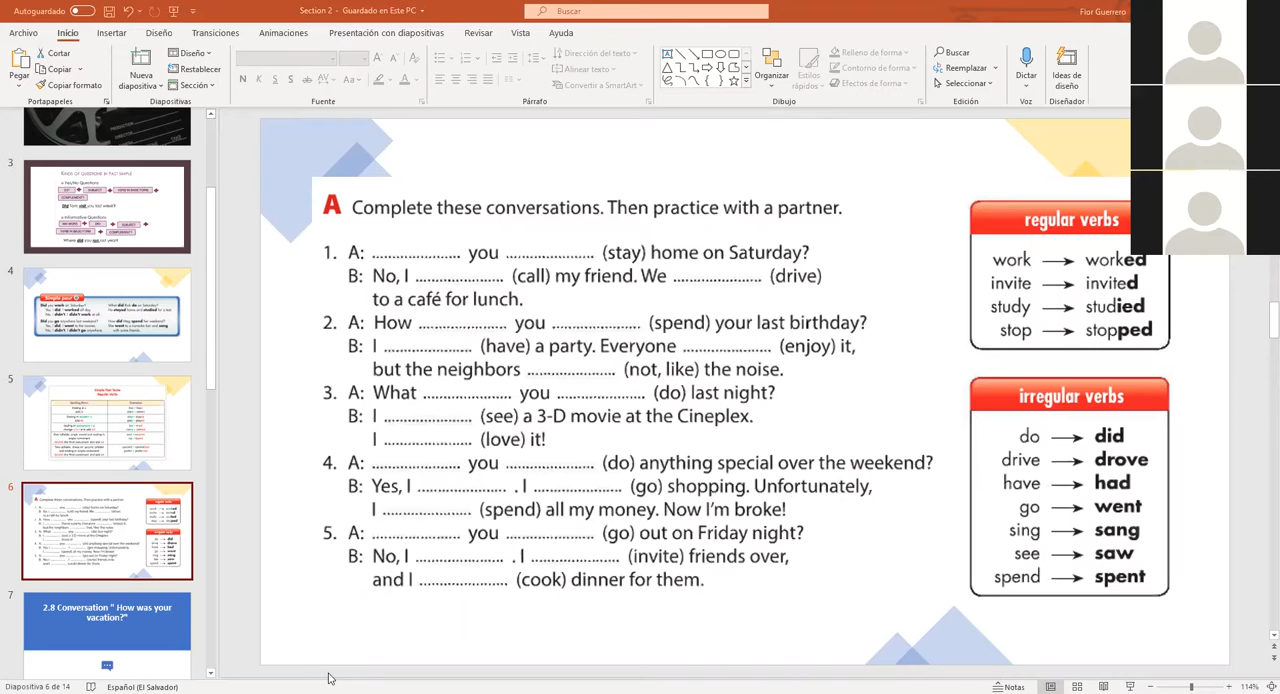 Autoguardado
Section 2 - Guardado en Este PC
Buscar
Flor Guerrero
Archivo Inicio Insertar Diseño Transiciones Animaciones Presentación con diapositivas Revisar Vista Ayuda
Pegar
Cortar
Copiar
Copiar formato
Portapapeles
Nueva diapositiva
Diseño
Restablecer
Sección
Diapositivas
N K S S ab AV Aa A
Fuente
Dirección del texto
Alinear texto
Convertir a SmartArt
Párrafo
Organizar
Estilos rápidos
Relleno de forma
Contorno de forma
Efectos de forma
Dibujo
Buscar
Reemplazar
Seleccionar
Edición
Dictar
Voz
Ideas de diseño
Diseñador
3
4
5
6
7
2.8 Conversation " How was your
vacation?"
A Complete these conversations. Then practice with a partner.
1. A: .................... you .................... (stay) home on Saturday?
B: No, I .................... (call) my friend. We .................... (drive)
to a café for lunch.
2. A: How .................... you .................... (spend) your last birthday?
B: I .................... (have) a party. Everyone .................... (enjoy) it,
but the neighbors .................... (not, like) the noise.
3. A: What .................... you .................... (do) last night?
B: I .................... (see) a 3-D movie at the Cineplex.
I .................... (love) it!
4. A: .................... you .................... (do) anything special over the weekend?
B: Yes, I .................... . I .................... (go) shopping. Unfortunately,
I .................... (spend) all my money. Now I'm broke!
5. A: .................... you .................... (go) out on Friday night?
B: No, I .................... . I .................... (invite) friends over,
and I .................... (cook) dinner for them.
regular verbs
work → worked
invite → invited
study → studied
stop → stopped
irregular verbs
do → did
drive → drove
have → had
go → went
sing → sang
see → saw
spend → spent
Diapositiva 6 de 14
Español (El Salvador)
Notas
114%